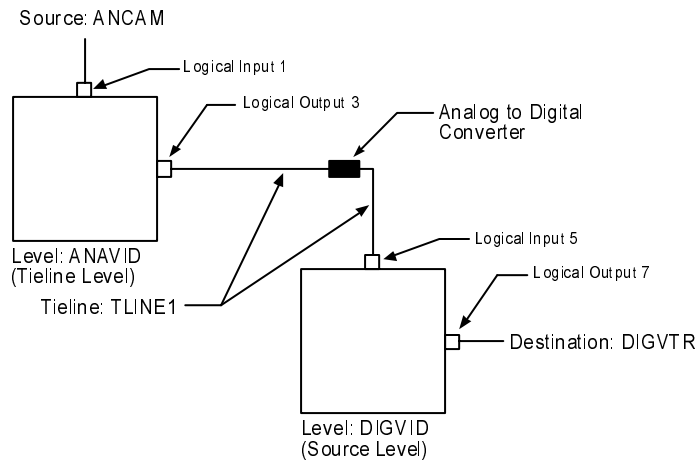 Source: ANCAM
Logical Input 1
Logical Output 3
Analog to Digital
Converter
Level: ANAVID
(Tieline Level)
Logical Input 5
Logical Output 7
Tieline: TLINE1
Destination: DIGVTR
Level: DIGVID
(Source Level)